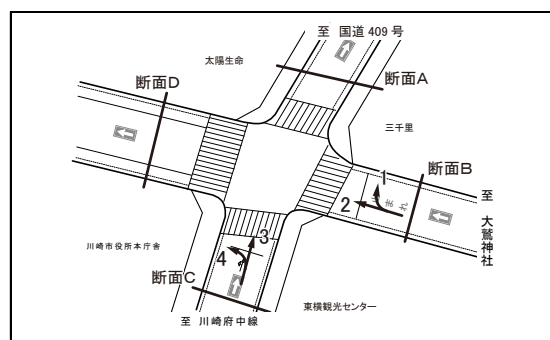 至 国道409号
太陽生命
断面A
断面D
三千里
断面B
1
2
まれ
至 大鷲神社
3
4
川崎市役所本庁舎
断面C
東横観光センター
至 川崎府中線